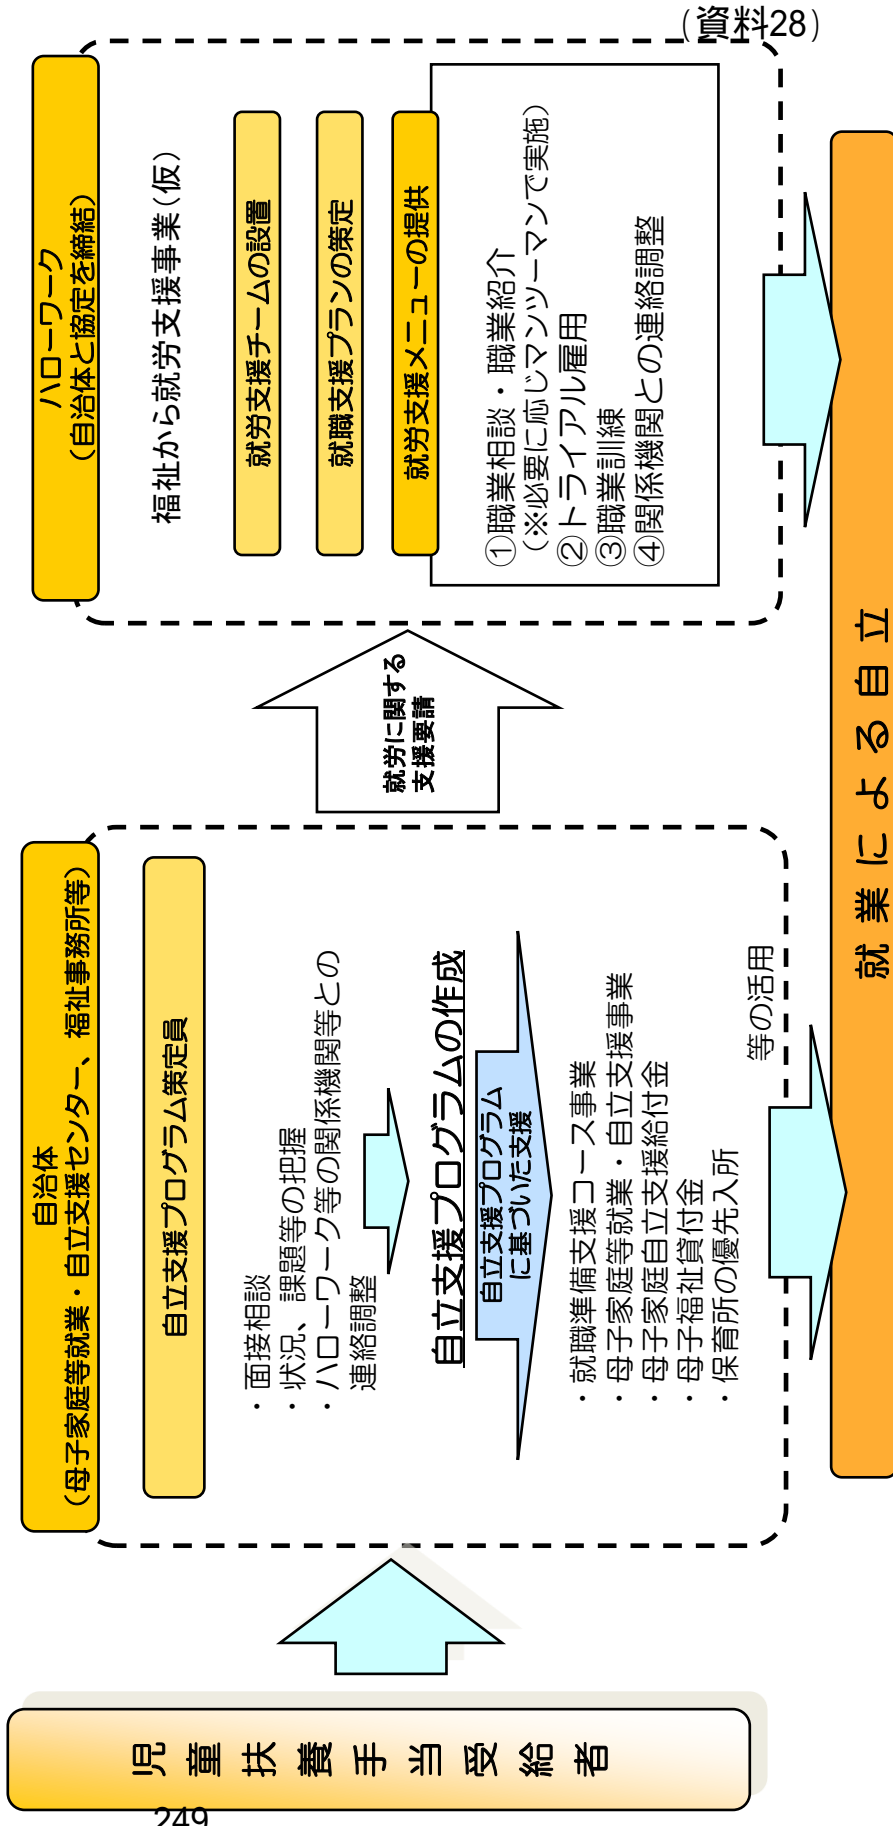 (資料28)
児童扶養手当受給者
自治体
(母子家庭等就業・自立支援センター、福祉事務所等)
自立支援プログラム策定員
・面接相談
・状況、課題等の把握
・ハローワーク等の関係機関等との
連絡調整
自立支援プログラムの作成
自立支援プログラム
に基づいた支援
・就職準備支援コース事業
・母子家庭等就業・自立支援事業
・母子家庭自立支援給付金
・母子福祉貸付金
・保育所の優先入所
等の活用
就労に関する
支援要請
ハローワーク
(自治体と協定を締結)
福祉から就労支援事業(仮)
就労支援チームの設置
就職支援プランの策定
就労支援メニューの提供
①職業相談・職業紹介
(※必要に応じマンツーマンで実施)
②トライアル雇用
③職業訓練
④関係機関との連絡調整
就業による自立
249